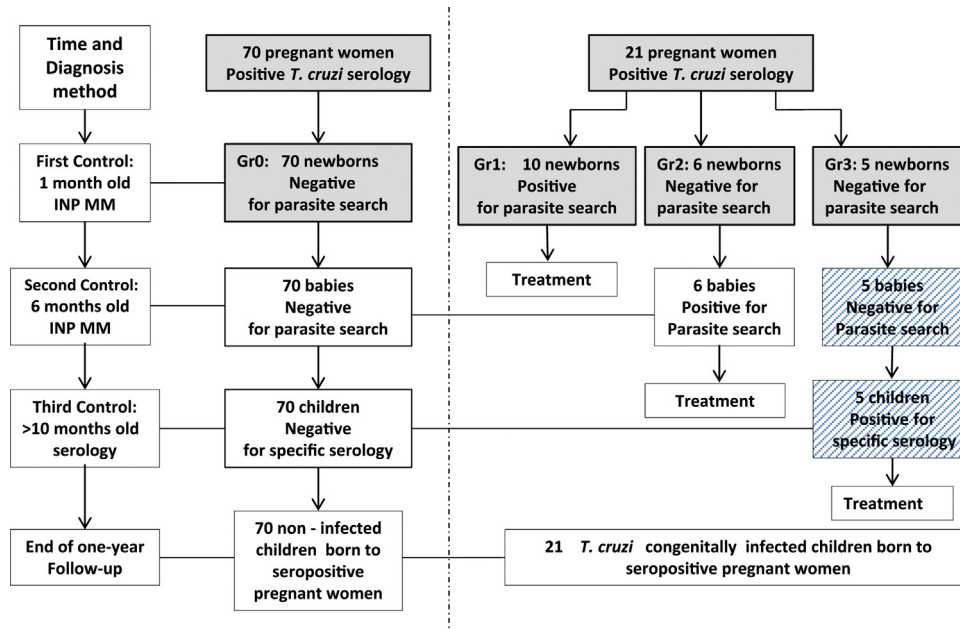 Time and
Diagnosis
method
70 pregnant women
Positive T. cruzi serology
21 pregnant women
Positive T. cruzi serology
First Control:
1 month old
INP MM
Gr0: 70 newborns
Negative
for parasite search
Gr1: 10 newborns
Positive
for parasite search
Gr2: 6 newborns
Negative for
parasite search
Gr3: 5 newborns
Negative for
parasite search
Treatment
Second Control:
6 months old
INP MM
70 babies
Negative
for parasite search
6 babies
Positive for
Parasite search
5 babies
Negative for
Parasite search
Treatment
Third Control:
>10 months old
serology
70 children
Negative
for specific serology
5 children
Positive for
specific serology
Treatment
End of one-year
Follow-up
70 non - infected
children born to
seropositive
pregnant women
21 T. cruzi congenitally infected children born to
seropositive pregnant women